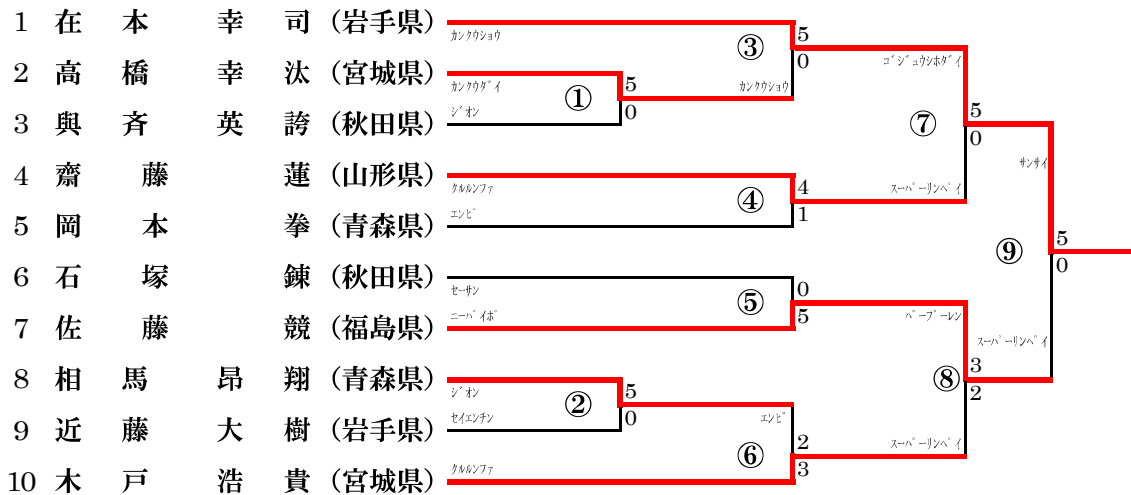 1 在本 幸司 (岩手県) 5
カンクウショウ ③ 0 ゴジュウシホダイ
2 高橋 幸汰 (宮城県)
カンクウダイ 5 カンクウショウ
ジオン ① 0 ⑦ 5
3 與斉 英誇 (秋田県) 0
サンサイ
4 齋藤 蓮 (山形県) 4
クルルンファ ④ スーパーリンペイ
エンピ 1
5 岡本 拳 (青森県) 5
⑨ 0
6 石塚 錬 (秋田県) 0
セーサン ⑤
ニーパイポ 5 パープーレン
7 佐藤 競 (福島県) スーパーリンペイ
3
8 相馬 昂翔 (青森県) ⑧
ジオン 5 2
セイエンチン ② 0 エンピ
9 近藤 大樹 (岩手県) 2 スーパーリンペイ
クルルンファ ⑥ 3
10 木戸 浩貴 (宮城県)